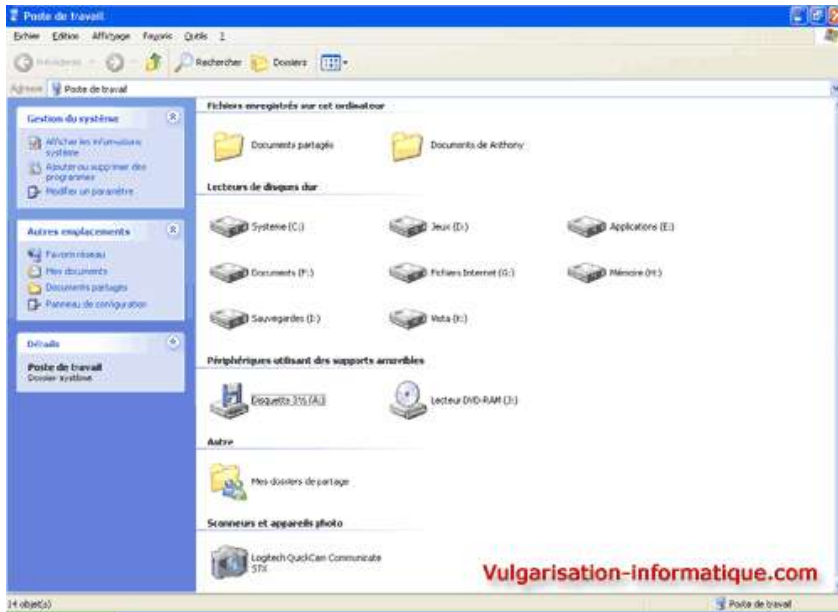 Poste de travail
Fichier Edition Affichage Favoris Outils ?
Précédente Rechercher Dossiers
Adresse Poste de travail
Gestion du système
Afficher les informations
système
Ajouter ou supprimer des
programmes
Modifier un paramètre
Autres emplacements
Favoris réseau
Mes documents
Documents partagés
Panneau de configuration
Détails
Poste de travail
Dossier système
Fichiers enregistrés sur cet ordinateur
Documents partagés
Documents de Anthony
Lecteurs de disques dur
Systeme (C:)
Jeux (D:)
Applications (E:)
Documents (F:)
Fichiers Internet (G:)
Mémoire (H:)
Sauvegardes (I:)
Vista (K:)
Périphériques utilisant des supports amovibles
Disquette 3½ (A:)
Lecteur DVD-RAM (J:)
Autre
Mes dossiers de partage
Scanneurs et appareils photo
Logitech QuickCam Communicate
STX
Vulgarisation-informatique.com
14 objet(s)
Poste de travail